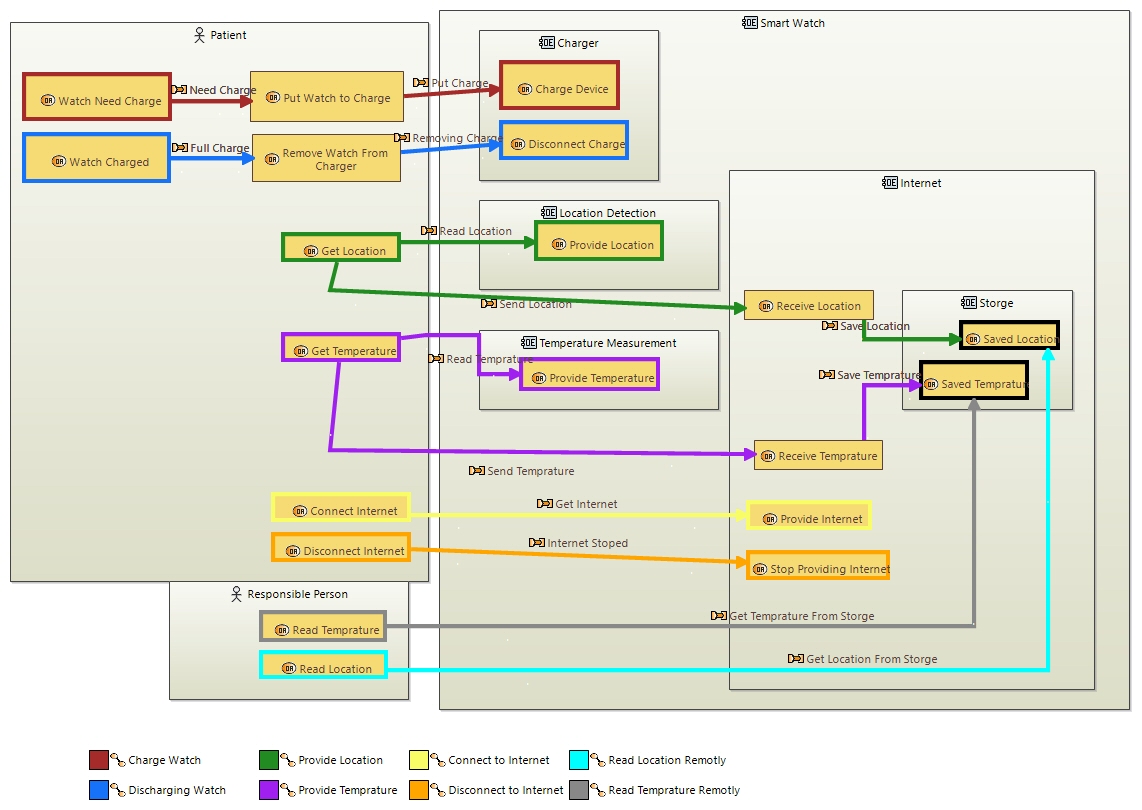 Patient
Smart Watch
Charger
Watch Need Charge
Need Charge
Put Watch to Charge
Put Charge
Charge Device
Watch Charged
Full Charge
Remove Watch From
Charger
Removing Charge
Disconnect Charge
Internet
Location Detection
Get Location
Read Location
Provide Location
Send Location
Receive Location
Storge
Save Location
Saved Location
Temperature Measurement
Get Temperature
Read Temprature
Provide Temperature
Save Temprature
Saved Temprature
Receive Temprature
Send Temprature
Connect Internet
Get Internet
Provide Internet
Disconnect Internet
Internet Stoped
Stop Providing Internet
Responsible Person
Read Temprature
Get Temprature From Storge
Read Location
Get Location From Storge
Charge Watch
Provide Location
Connect to Internet
Read Location Remotly
Discharging Watch
Provide Temprature
Disconnect to Internet
Read Temprature Remotly